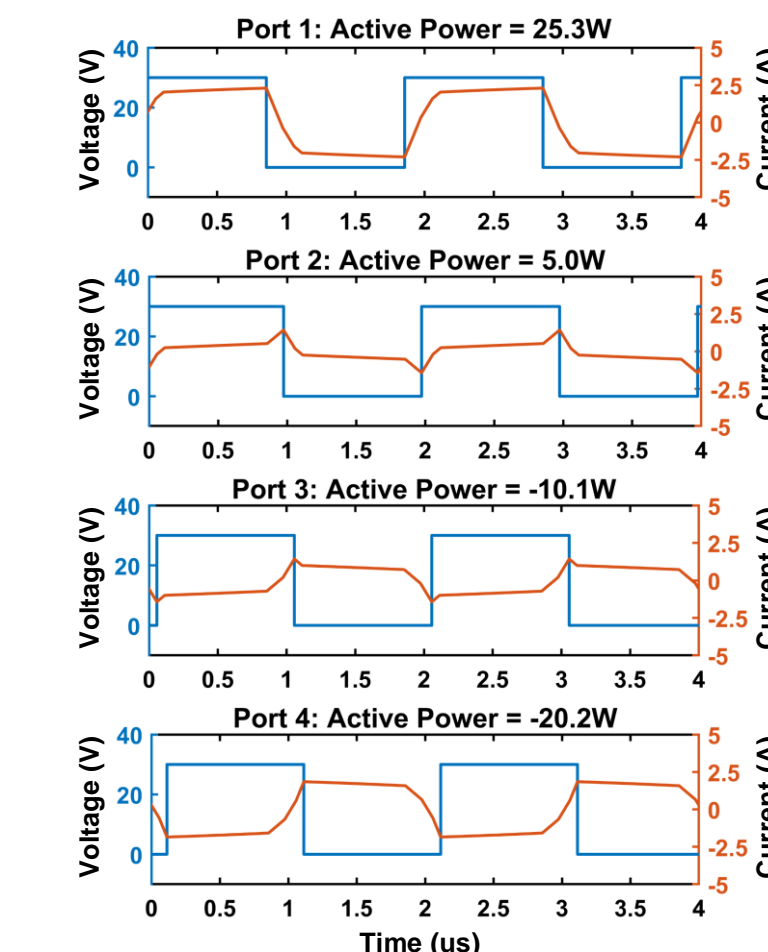 Port 1: Active Power = 25.3W
Voltage (V)
40
20
0
5
2.5
0
-2.5
-5
Current (A)
0 0.5 1 1.5 2 2.5 3 3.5 4
Port 2: Active Power = 5.0W
Voltage (V)
40
20
0
5
2.5
0
-2.5
-5
Current (A)
0 0.5 1 1.5 2 2.5 3 3.5 4
Port 3: Active Power = -10.1W
Voltage (V)
40
20
0
5
2.5
0
-2.5
-5
Current (A)
0 0.5 1 1.5 2 2.5 3 3.5 4
Port 4: Active Power = -20.2W
Voltage (V)
40
20
0
5
2.5
0
-2.5
-5
Current (A)
0 0.5 1 1.5 2 2.5 3 3.5 4
Time (us)